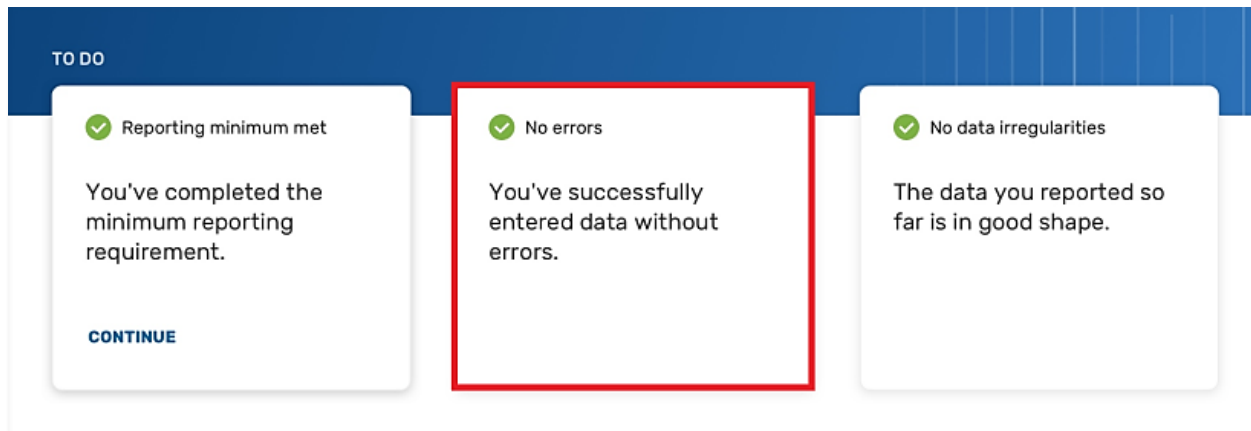 TO DO
Reporting minimum met
You've completed the
minimum reporting
requirement.
CONTINUE
No errors
You've successfully
entered data without
errors.
No data irregularities
The data you reported so
far is in good shape.